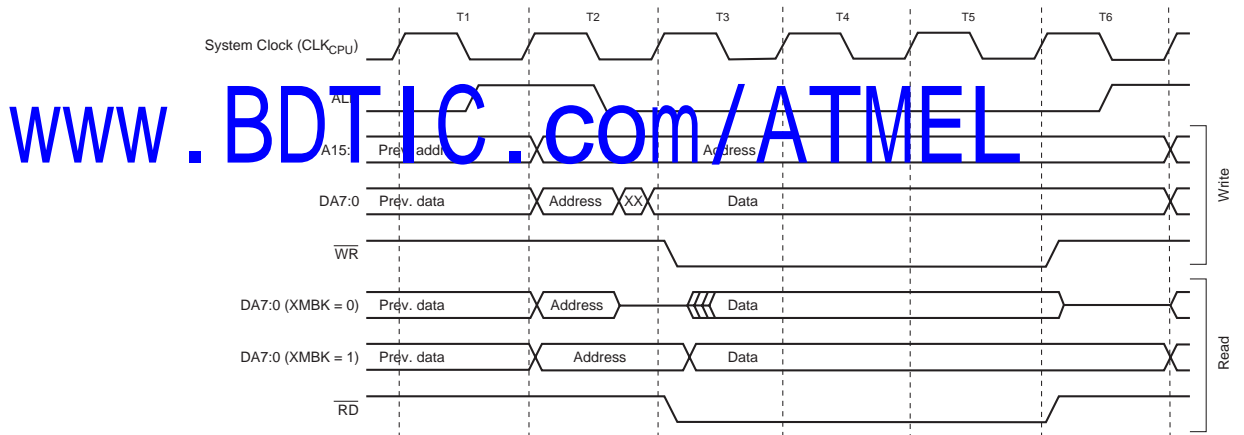 T1 T2 T3 T4 T5 T6
System Clock (CLKCPU)
ALE
www.BDTIC.com/ATMEL
A15:8 Prev. addr. Address
DA7:0 Prev. data Address XX Data
WR
Write
DA7:0 (XMBK = 0) Prev. data Address Data
DA7:0 (XMBK = 1) Prev. data Address Data
RD
Read